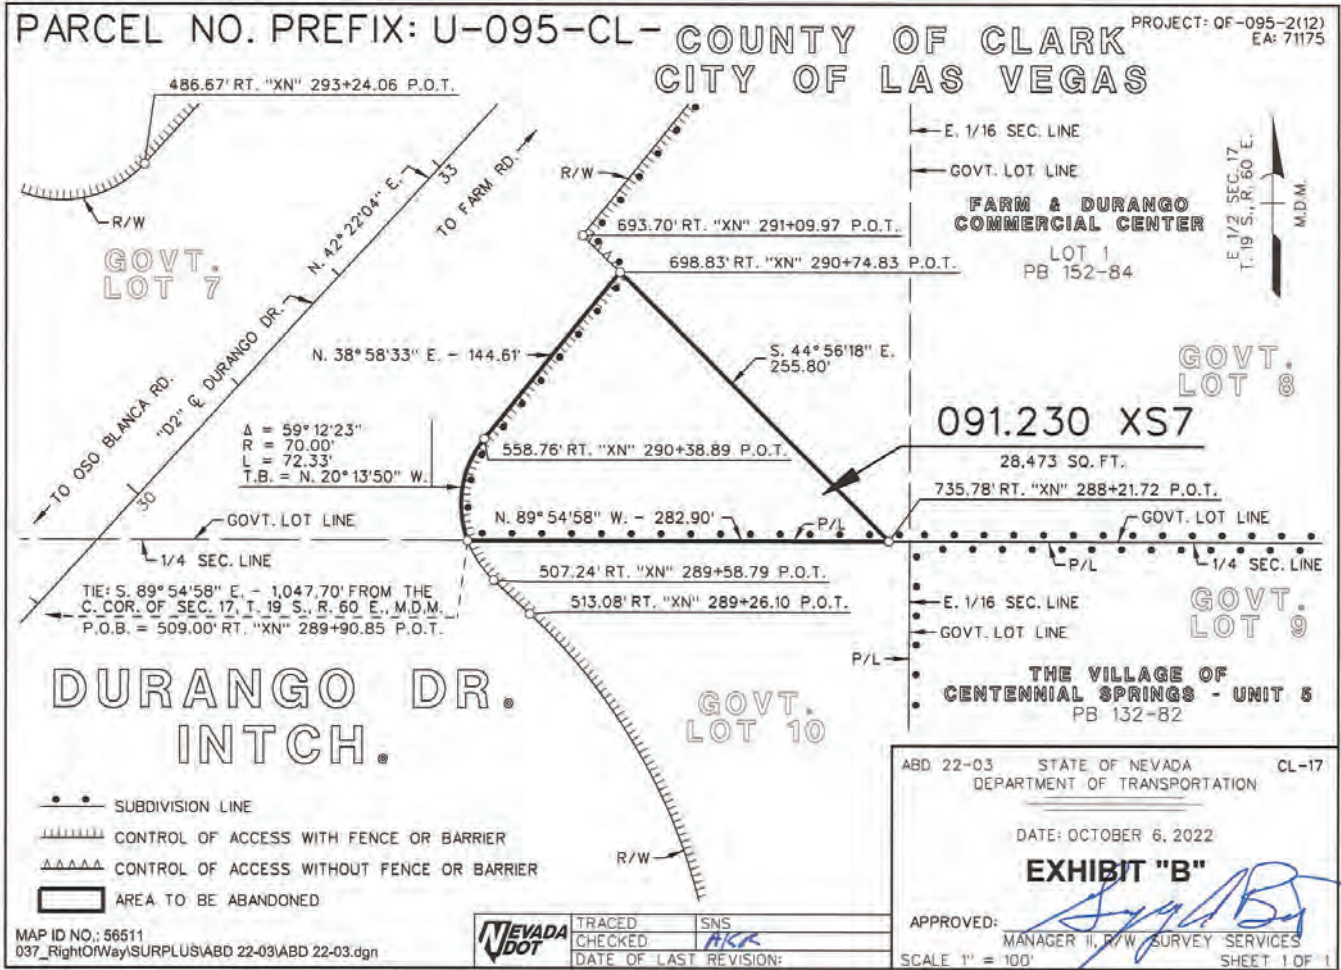 PARCEL NO. PREFIX: U-095-CL-
COUNTY OF CLARK
CITY OF LAS VEGAS
PROJECT: OF-095-2(12)
EA: 71175
486.67' RT. "XN" 293+24.06 P.O.T.
R/W
GOVT.
LOT 7
N. 42° 22'04" E.
33
TO FARM RD.
"D2" ℄ DURANGO DR.
TO OSO BLANCA RD.
30
R/W
693.70' RT. "XN" 291+09.97 P.O.T.
698.83' RT. "XN" 290+74.83 P.O.T.
E. 1/16 SEC. LINE
GOVT. LOT LINE
FARM & DURANGO
COMMERCIAL CENTER
LOT 1
PB 152-84
E 1/2 SEC. 17
T. 19 S., R. 60 E.
M.D.M.
N. 38° 58'33" E. - 144.61'
S. 44° 56'18" E.
255.80'
GOVT.
LOT 8
091.230 XS7
28,473 SQ. FT.
Δ = 59° 12'23"
R = 70.00'
L = 72.33'
T.B. = N. 20° 13'50" W.
558.76' RT. "XN" 290+38.89 P.O.T.
735.78' RT. "XN" 288+21.72 P.O.T.
GOVT. LOT LINE
1/4 SEC. LINE
N. 89° 54'58" W. - 282.90'
P/L
GOVT. LOT LINE
P/L
1/4 SEC. LINE
TIE: S. 89° 54'58" E. - 1,047.70' FROM THE
C. COR. OF SEC. 17, T. 19 S., R. 60 E., M.D.M.
P.O.B. = 509.00' RT. "XN" 289+90.85 P.O.T.
507.24' RT. "XN" 289+58.79 P.O.T.
513.08' RT. "XN" 289+26.10 P.O.T.
E. 1/16 SEC. LINE
GOVT. LOT LINE
P/L
GOVT.
LOT 9
THE VILLAGE OF
CENTENNIAL SPRINGS - UNIT 5
PB 132-82
DURANGO DR.
INTCH.
GOVT.
LOT 10
R/W
SUBDIVISION LINE
CONTROL OF ACCESS WITH FENCE OR BARRIER
CONTROL OF ACCESS WITHOUT FENCE OR BARRIER
AREA TO BE ABANDONED
MAP ID NO.: 56511
037_RightOfWay\SURPLUS\ABD 22-03\ABD 22-03.dgn
NEVADA
DOT
TRACED SNS
CHECKED AKR
DATE OF LAST REVISION:
ABD 22-03 STATE OF NEVADA CL-17
DEPARTMENT OF TRANSPORTATION
DATE: OCTOBER 6, 2022
EXHIBIT "B"
APPROVED:
MANAGER II, R/W SURVEY SERVICES
SCALE 1" = 100' SHEET 1 OF 1